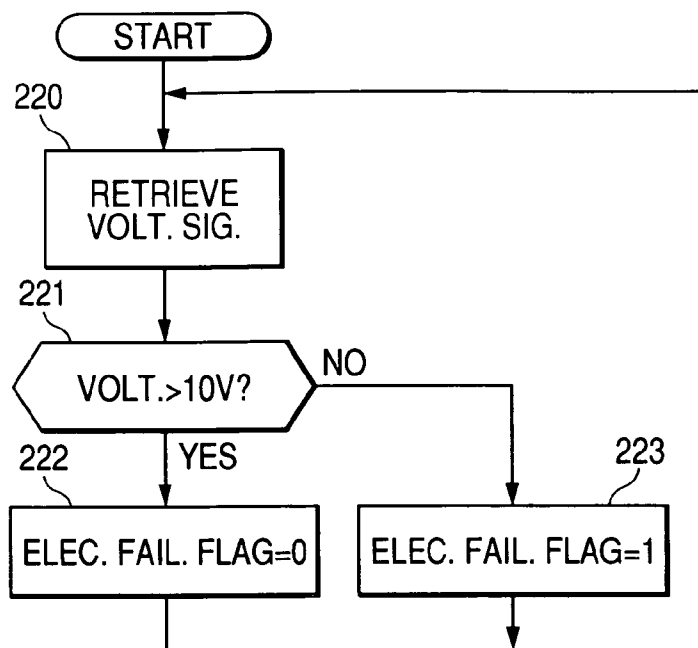 START
220
RETRIEVE
VOLT. SIG.
221
VOLT.>10V?
NO
YES
222
223
ELEC. FAIL. FLAG=0
ELEC. FAIL. FLAG=1